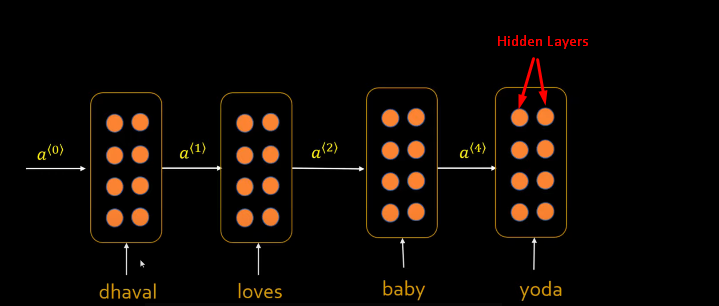 Hidden Layers
a⟨0⟩ a⟨1⟩ a⟨2⟩ a⟨4⟩
dhaval loves baby yoda